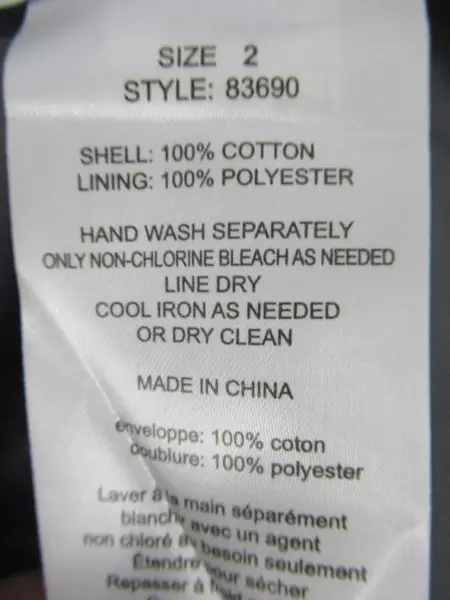 SIZE 2
STYLE: 83690
SHELL: 100% COTTON
LINING: 100% POLYESTER
HAND WASH SEPARATELY
ONLY NON-CHLORINE BLEACH AS NEEDED
LINE DRY
COOL IRON AS NEEDED
OR DRY CLEAN
MADE IN CHINA
enveloppe: 100% coton
doublure: 100% polyester
Laver à la main séparément
blanchir avec un agent
non chloré besoin seulement
Étendre pour sécher
Repasser à